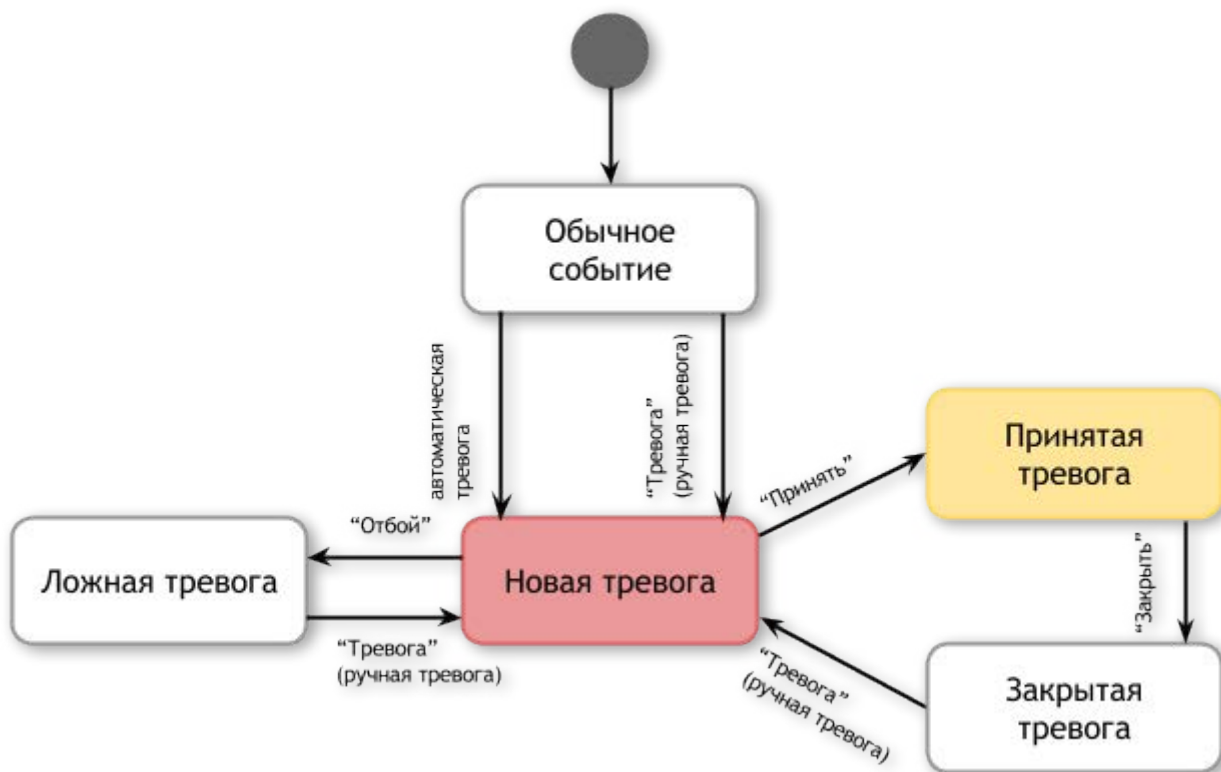 Обычное
событие
автоматическая
тревога
“Тревога”
(ручная тревога)
“Принять”
Принятая
тревога
“Отбой”
Ложная тревога
Новая тревога
“Закрыть”
“Тревога”
(ручная тревога)
“Тревога”
(ручная тревога)
Закрытая
тревога